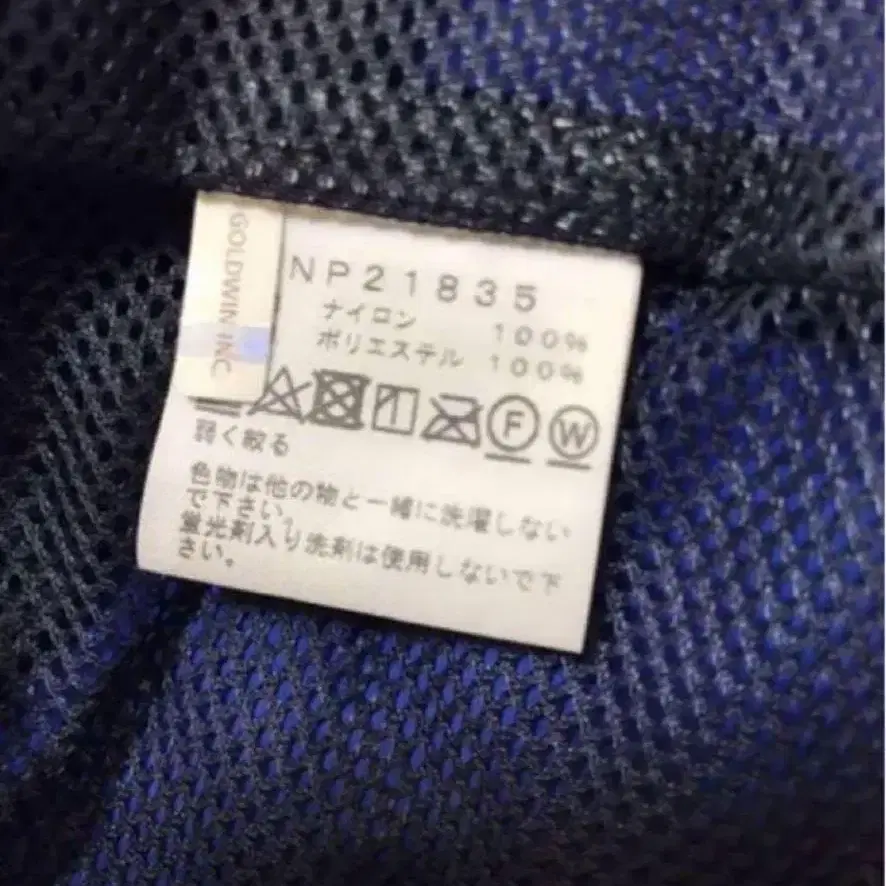 GOLDWIN INC
NP21835
ナイロン 100%
ポリエステル 100%
F W
弱く絞る
色物は他の物と一緒に洗濯しない
で下さい。
蛍光剤入り洗剤は使用しないで下
さい。